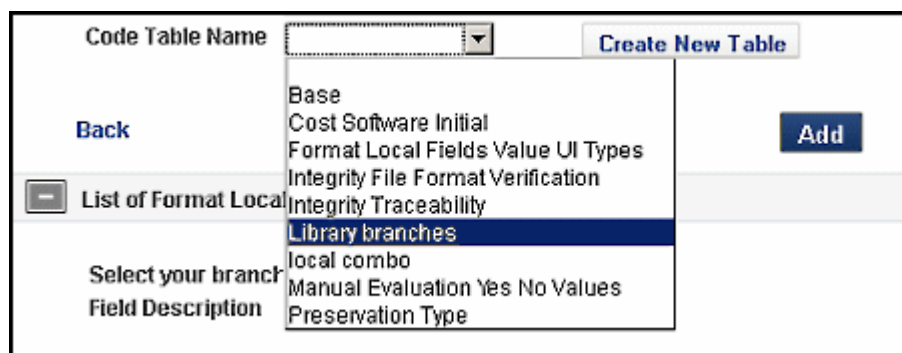 Code Table Name
Create New Table
Base
Cost Software Initial
Back
Add
Format Local Fields Value UI Types
Integrity File Format Verification
List of Format Local
Integrity Traceability
Library branches
local combo
Select your branch
Manual Evaluation Yes No Values
Field Description
Preservation Type